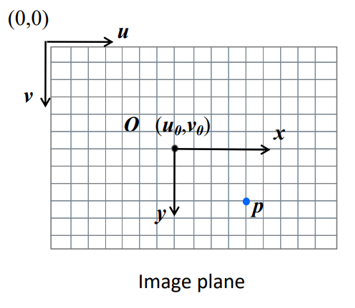 (0,0)
u
v
O (u₀,v₀)
x
y
p
Image plane